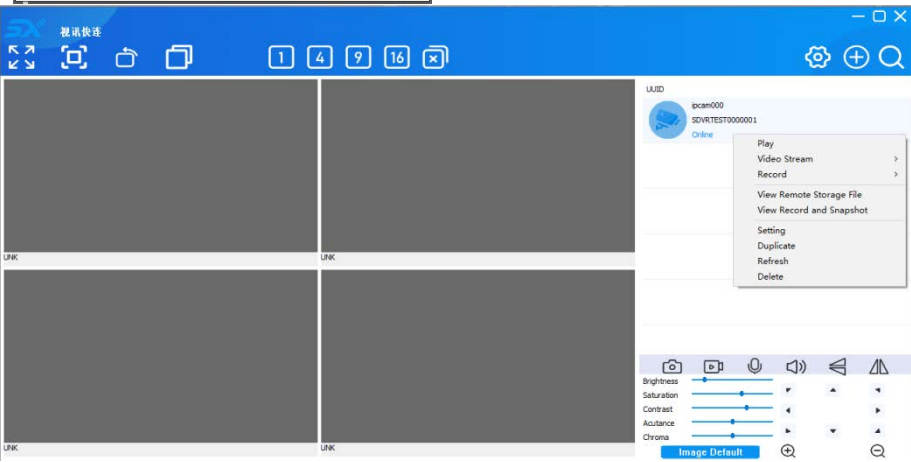 SX 视讯快连
1 4 9 16
UUID
ipcam000
SDVRTEST0000001
Online
Play
Video Stream
Record
View Remote Storage File
View Record and Snapshot
Setting
Duplicate
Refresh
Delete
UNK
UNK
UNK
UNK
Brightness
Saturation
Contrast
Acutance
Chroma
Image Default